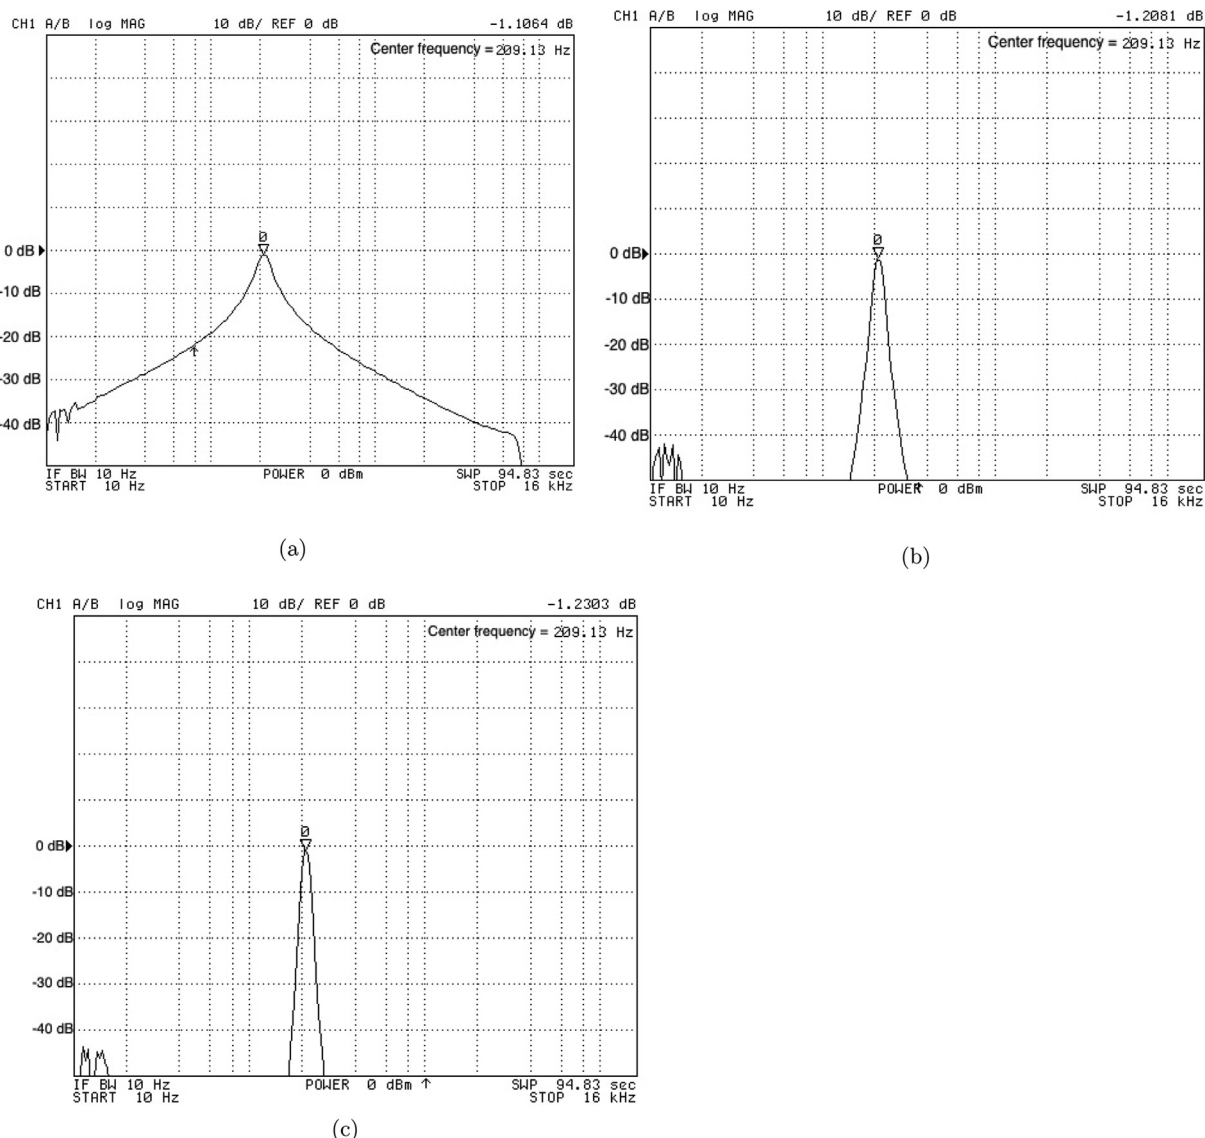 CH1 A/B log MAG 10 dB/ REF 0 dB -1.1064 dB
Center frequency = 209.13 Hz
0
0 dB
-10 dB
-20 dB
-30 dB
-40 dB
IF BW 10 Hz POWER 0 dBm SWP 94.83 sec
START 10 Hz STOP 16 kHz
(a)
CH1 A/B log MAG 10 dB/ REF 0 dB -1.2081 dB
Center frequency = 209.13 Hz
0
0 dB
-10 dB
-20 dB
-30 dB
-40 dB
IF BW 10 Hz POWER 0 dBm SWP 94.83 sec
START 10 Hz STOP 16 kHz
(b)
CH1 A/B log MAG 10 dB/ REF 0 dB -1.2303 dB
Center frequency = 209.13 Hz
0
0 dB
-10 dB
-20 dB
-30 dB
-40 dB
IF BW 10 Hz POWER 0 dBm ↑ SWP 94.83 sec
START 10 Hz STOP 16 kHz
(c)